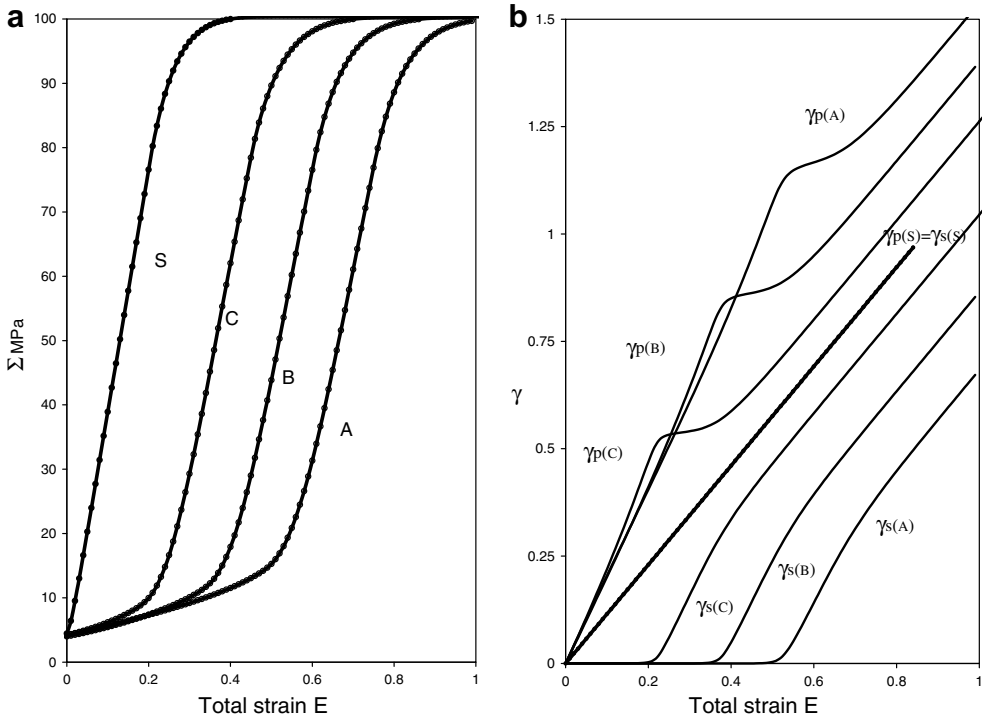 a
100
90
80
70
60
50
40
30
20
10
0
Σ MPa
S
C
B
A
0
0.2
0.4
0.6
0.8
1
Total strain E
b
1.5
1.25
1
0.75
0.5
0.25
0
γ
γp(A)
γp(S)=γs(S)
γp(B)
γp(C)
γs(A)
γs(B)
γs(C)
0
0.2
0.4
0.6
0.8
1
Total strain E